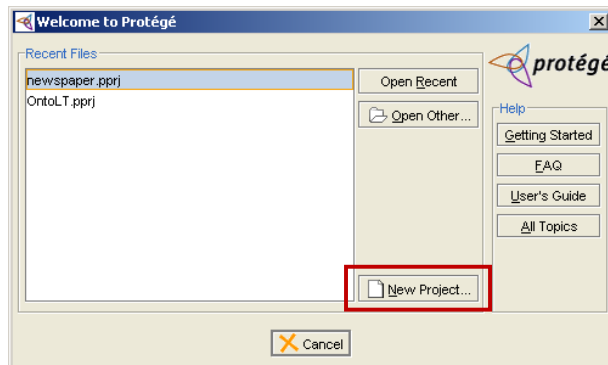 Welcome to Protégé
Recent Files
newspaper.pprj
OntoLT.pprj
Open Recent
Open Other...
New Project...
protégé
Help
Getting Started
FAQ
User's Guide
All Topics
Cancel